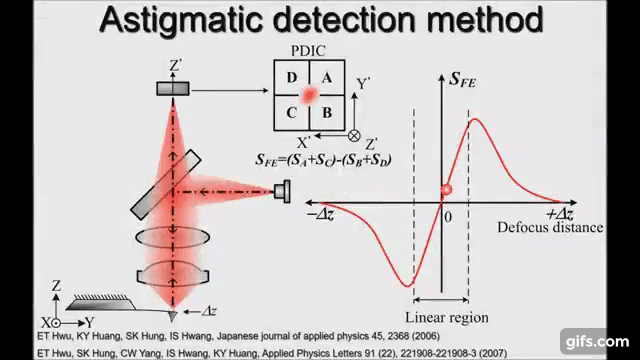 Astigmatic detection method
PDIC
Z'
D A
C B
Y'
X'
Z'
S_FE=(S_A+S_C)-(S_B+S_D)
S_FE
-Δz
0
+Δz
Defocus distance
Linear region
Z
X Y
Δz
ET Hwu, KY Huang, SK Hung, IS Hwang, Japanese journal of applied physics 45, 2368 (2006)
ET Hwu, SK Hung, CW Yang, IS Hwang, KY Huang, Applied Physics Letters 91 (22), 221908-221908-3 (2007)
gifs.com